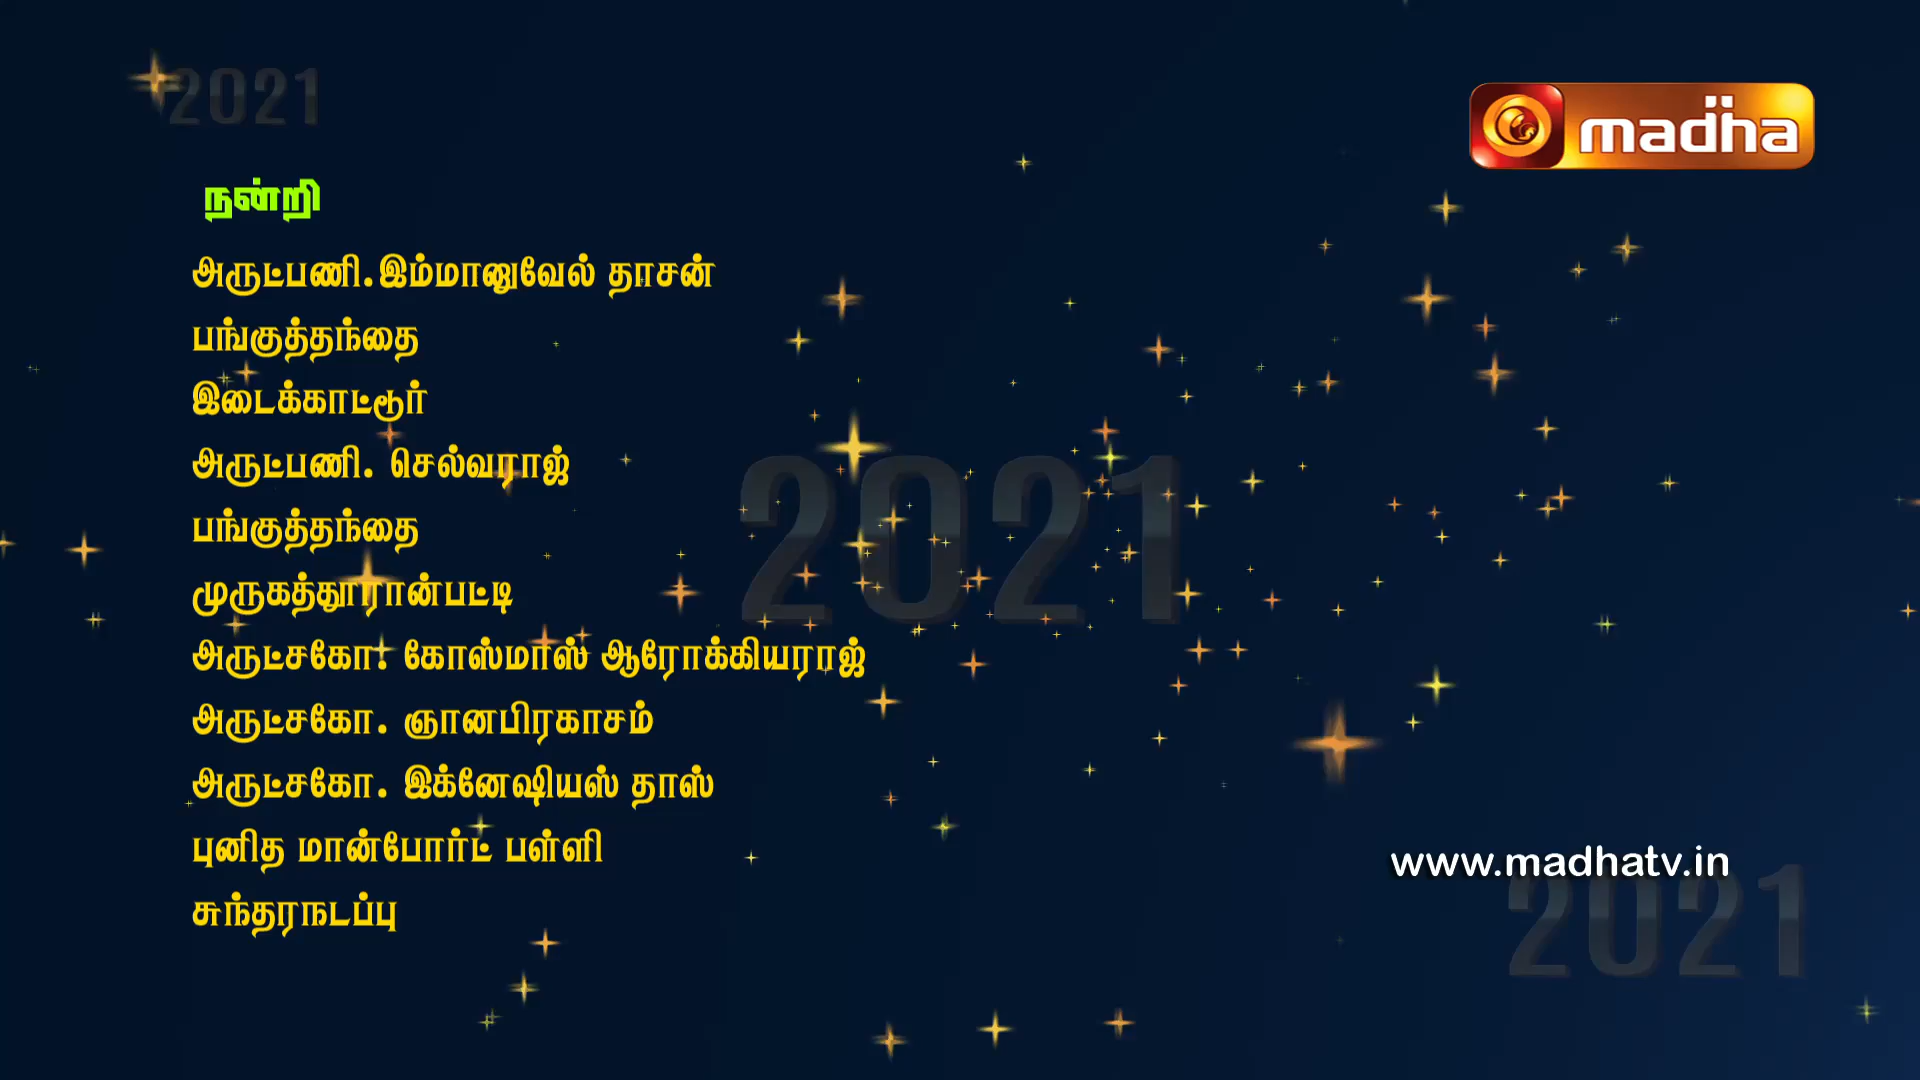 2021
madha
நன்றி
அருட்பணி.இம்மானுவேல் தாசன்
பங்குத்தந்தை
இடைக்காட்டூர்
அருட்பணி. செல்வராஜ்
பங்குத்தந்தை
முருகத்தூரான்பட்டி
2021
அருட்சகோ. கோஸ்மாஸ் ஆரோக்கியராஜ்
அருட்சகோ. ஞானபிரகாசம்
அருட்சகோ. இக்னேஷியஸ் தாஸ்
புனித மான்போர்ட் பள்ளி
சுந்தரநடப்பு
www.madhatv.in
2021